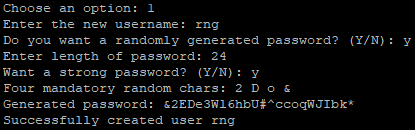 Choose an option: 1
Enter the new username: rng
Do you want a randomly generated password? (Y/N): y
Enter length of password: 24
Want a strong password? (Y/N): y
Four mandatory random chars: 2 D o &
Generated password: &2EDe3Wl6hbU#^ccoqWJIbk*
Successfully created user rng